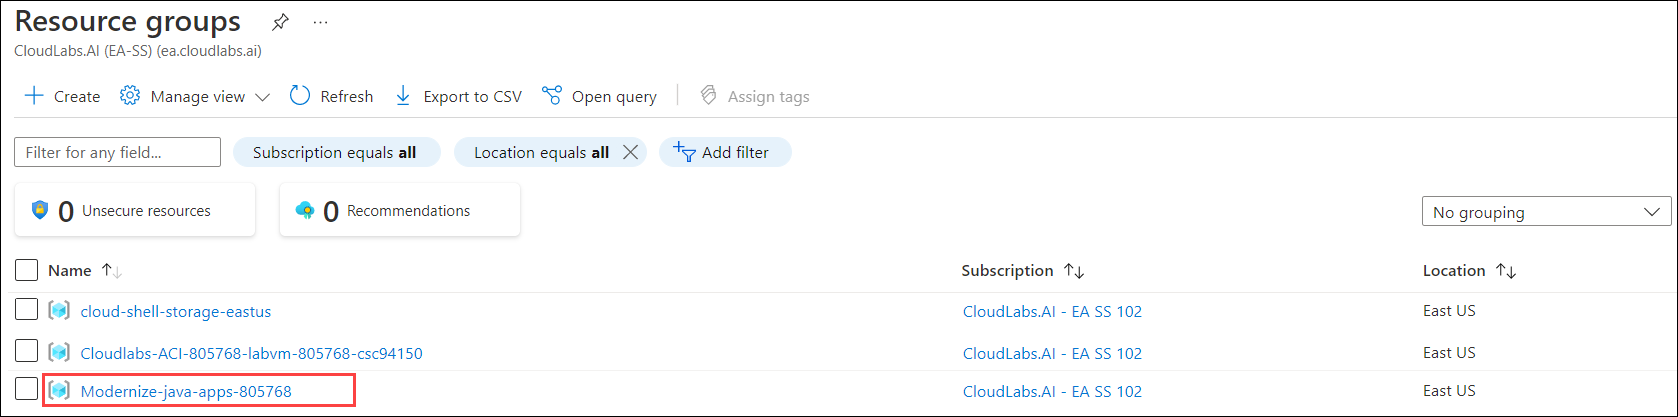 Resource groups
CloudLabs.AI (EA-SS) (ea.cloudlabs.ai)
Create Manage view Refresh Export to CSV Open query Assign tags
Filter for any field... Subscription equals all Location equals all Add filter
0 Unsecure resources 0 Recommendations
No grouping
Name Subscription Location
cloud-shell-storage-eastus CloudLabs.AI - EA SS 102 East US
Cloudlabs-ACI-805768-labvm-805768-csc94150 CloudLabs.AI - EA SS 102 East US
Modernize-java-apps-805768 CloudLabs.AI - EA SS 102 East US